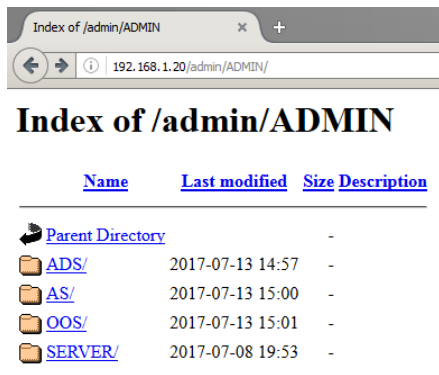 Index of /admin/ADMIN × +
192.168.1.20/admin/ADMIN/
Index of /admin/ADMIN
Name Last modified Size Description
Parent Directory -
ADS/ 2017-07-13 14:57 -
AS/ 2017-07-13 15:00 -
OOS/ 2017-07-13 15:01 -
SERVER/ 2017-07-08 19:53 -